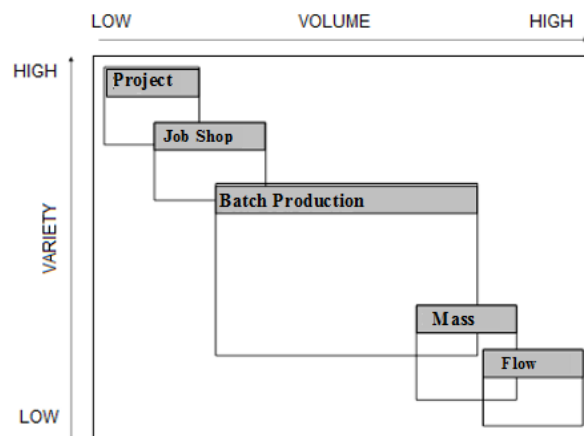 LOW VOLUME HIGH
HIGH
Project
Job Shop
Batch Production
VARIETY
Mass
Flow
LOW